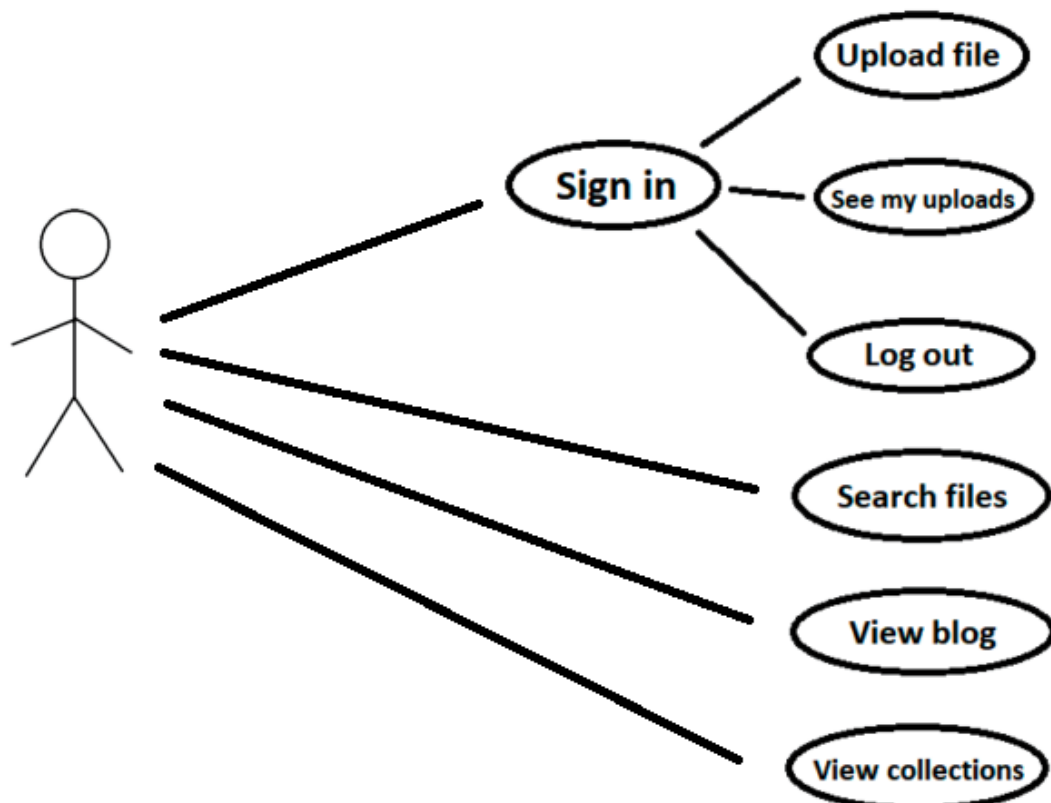 Upload file
Sign in
See my uploads
Log out
Search files
View blog
View collections